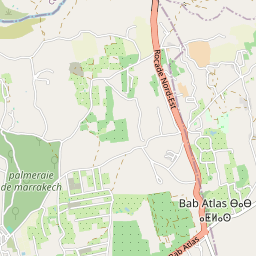 Rocade Nord-Est
palmeraie
de marrakech
Bab Atlas ⴱⴰⴱ
ⴰⵟⵍⴰⵙ
Bab Atlas